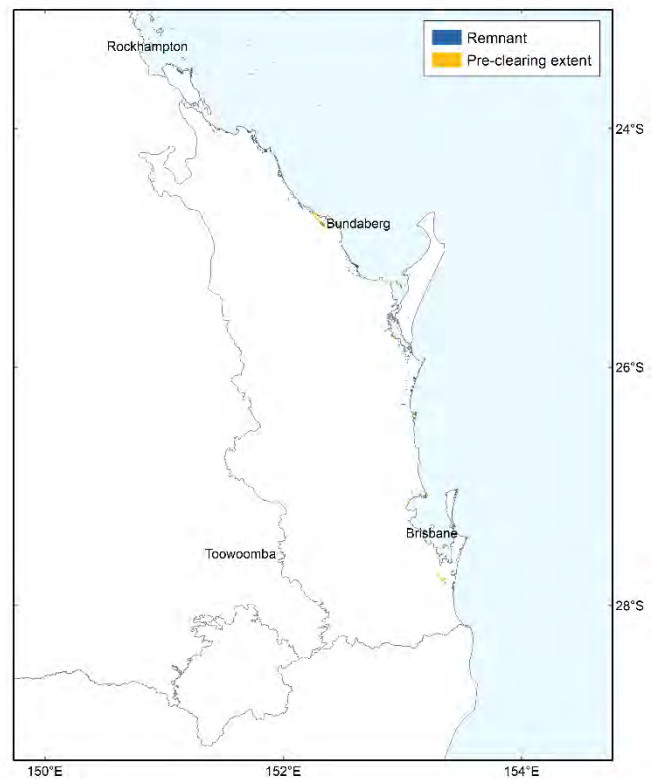 Rockhampton
Remnant
Pre-clearing extent
24°S
Bundaberg
26°S
Brisbane
Toowoomba
28°S
150°E
152°E
154°E